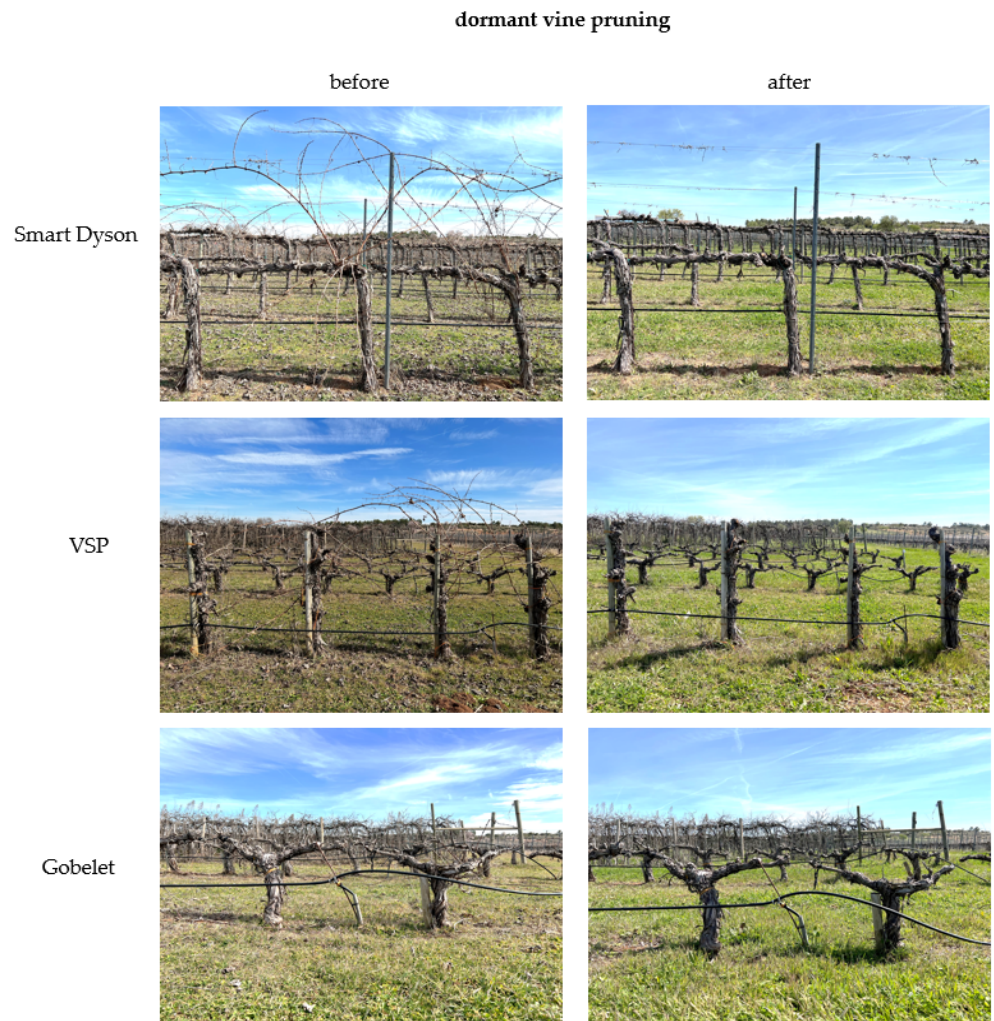 dormant vine pruning
before
after
Smart Dyson
VSP
Gobelet